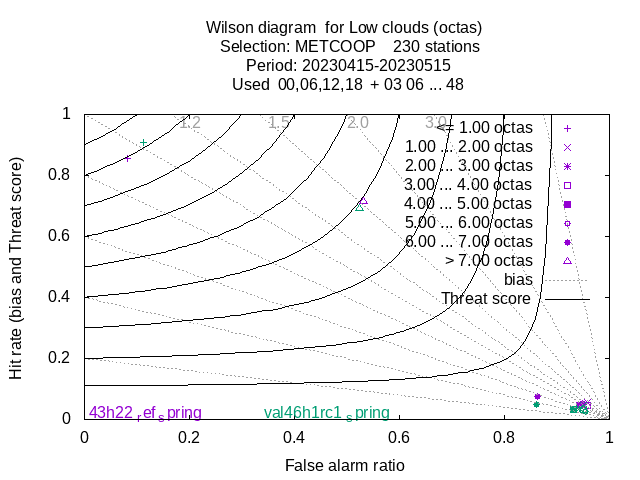 Wilson diagram  for Low clouds (octas)
Selection: METCOOP    230 stations
Period: 20230415-20230515
Used  00,06,12,18  + 03 06 ... 48
1.2 1.5 2.0 3.0
<= 1.00 octas
1.00 ... 2.00 octas
2.00 ... 3.00 octas
3.00 ... 4.00 octas
4.00 ... 5.00 octas
5.00 ... 6.00 octas
6.00 ... 7.00 octas
> 7.00 octas
bias
Threat score
Hit rate (bias and Threat score)
1
0.8
0.6
0.4
0.2
0
43h22_ref_spring val46h1rc1_spring
0 0.2 0.4 0.6 0.8 1
False alarm ratio